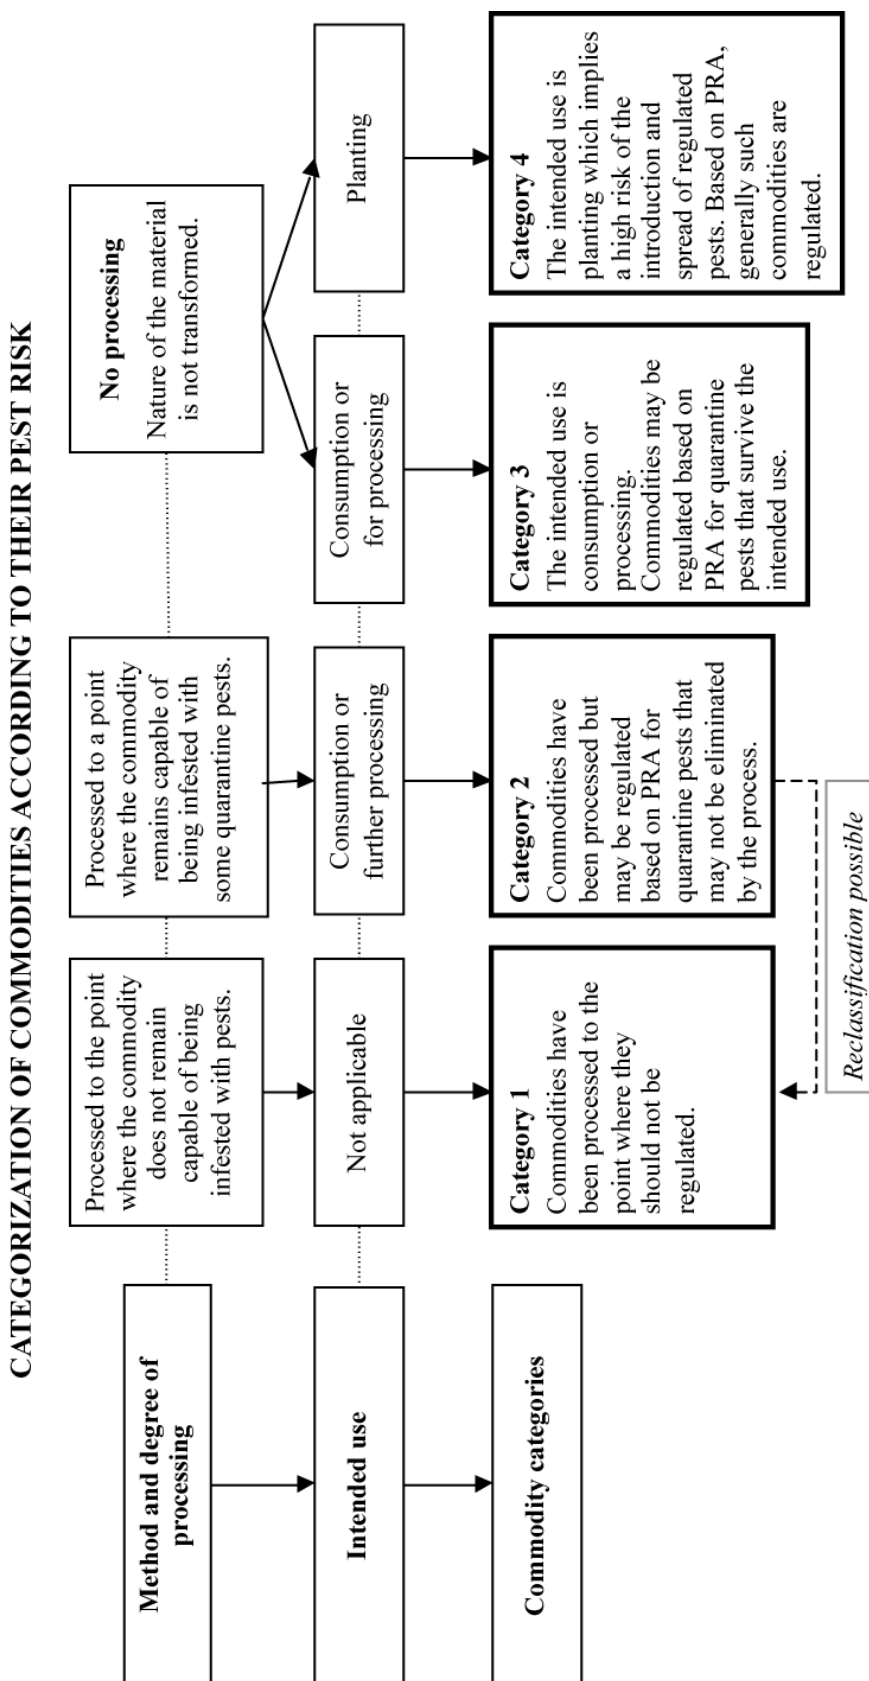 CATEGORIZATION OF COMMODITIES ACCORDING TO THEIR PEST RISK
Method and degree of
processing
Processed to the point
where the commodity
does not remain
capable of being
infested with pests.
Processed to a point
where the commodity
remains capable of
being infested with
some quarantine pests.
No processing
Nature of the material
is not transformed.
Intended use
Not applicable
Consumption or
further processing
Consumption or
for processing
Planting
Commodity categories
Category 1
Commodities have
been processed to the
point where they
should not be
regulated.
Category 2
Commodities have
been processed but
may be regulated
based on PRA for
quarantine pests that
may not be eliminated
by the process.
Category 3
The intended use is
consumption or
processing.
Commodities may be
regulated based on
PRA for quarantine
pests that survive the
intended use.
Category 4
The intended use is
planting which implies
a high risk of the
introduction and
spread of regulated
pests. Based on PRA,
generally such
commodities are
regulated.
Reclassification possible